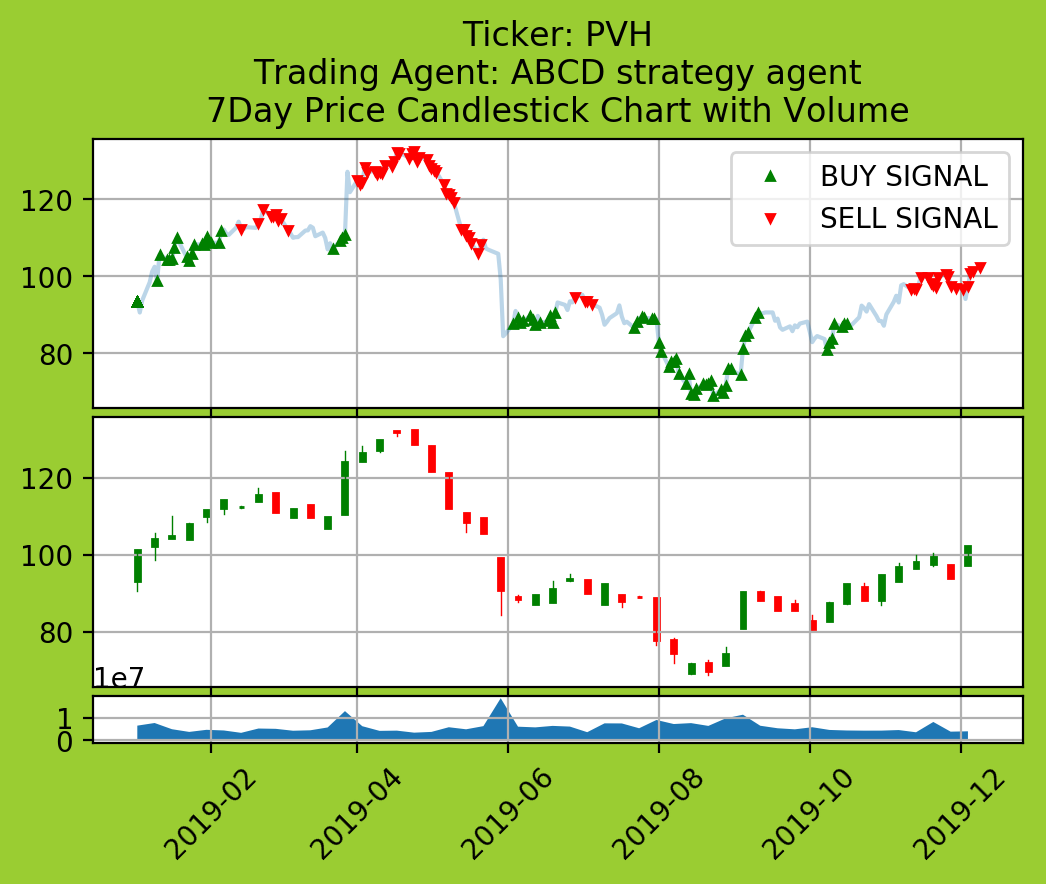 Ticker: PVH
Trading Agent: ABCD strategy agent
7Day Price Candlestick Chart with Volume
BUY SIGNAL
SELL SIGNAL
120
100
80
120
100
80
1e7
1
0
2019-02
2019-04
2019-06
2019-08
2019-10
2019-12